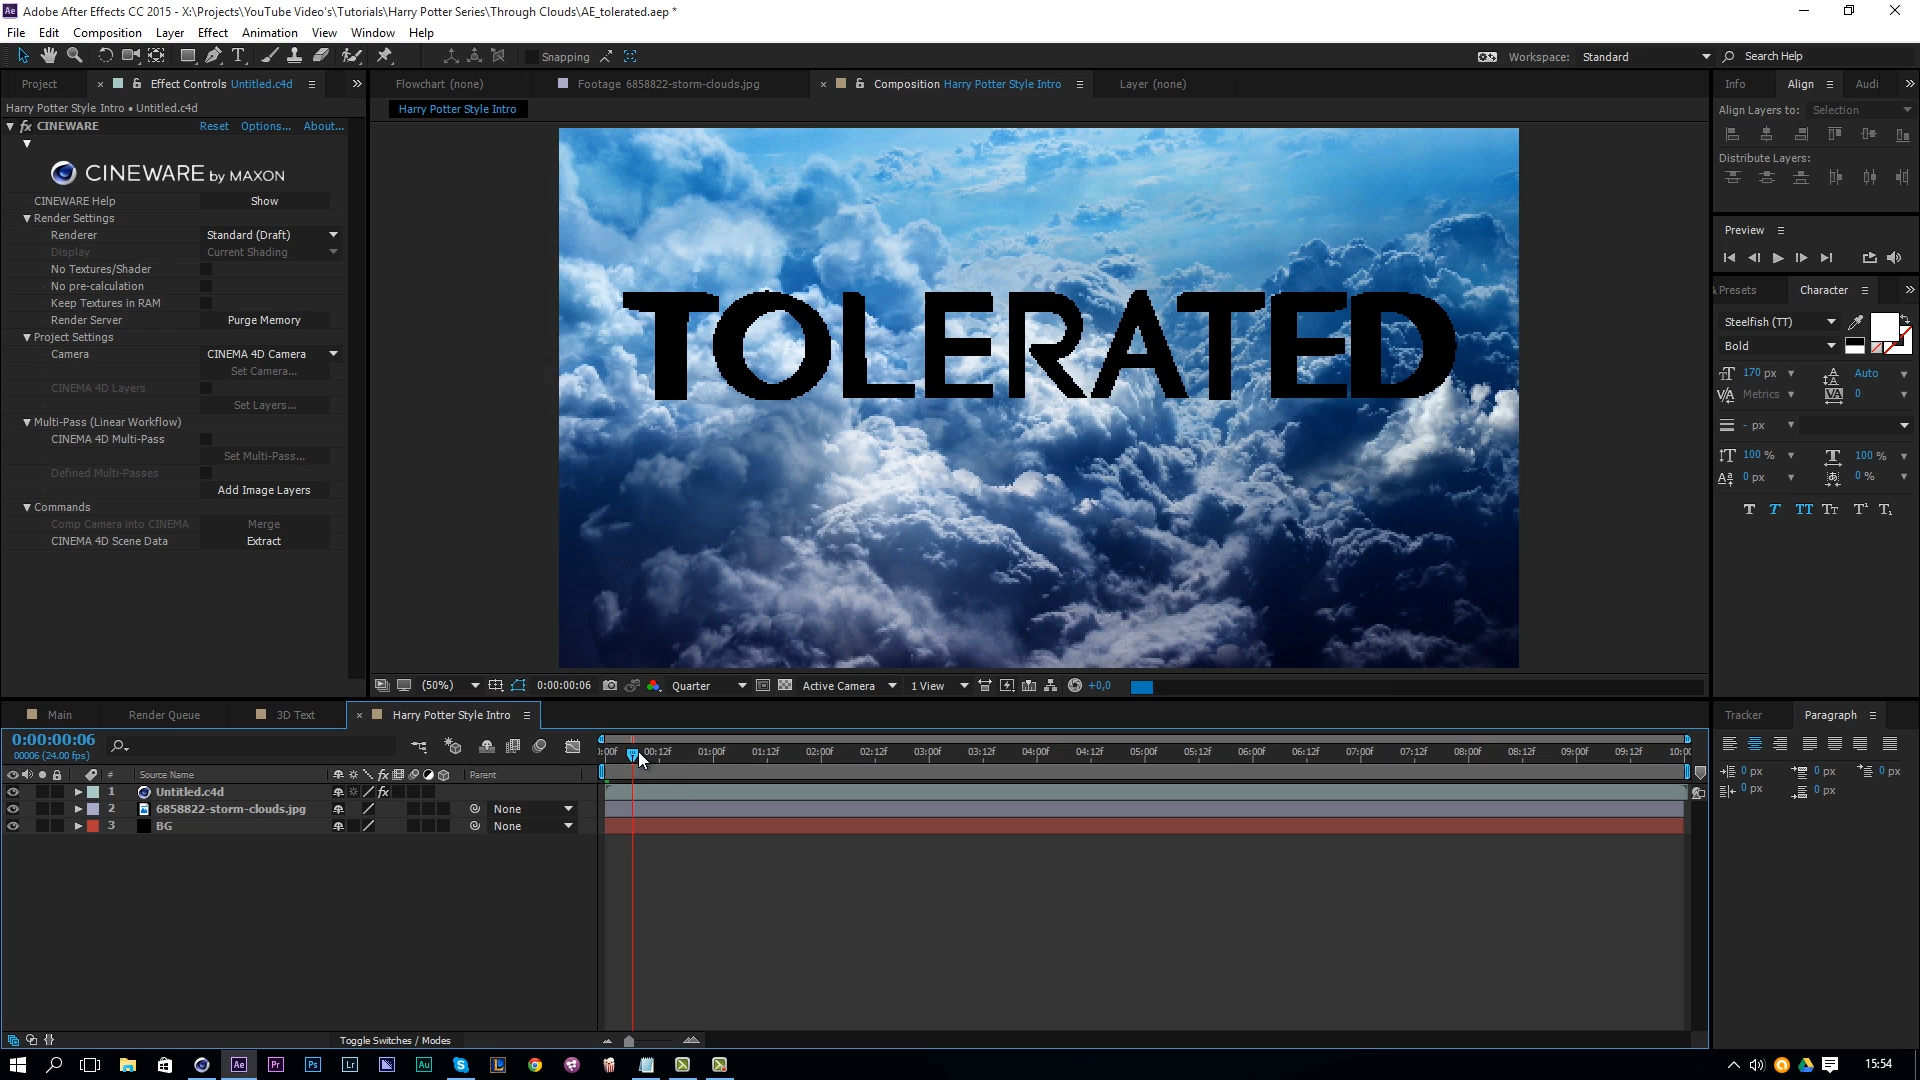 Adobe After Effects CC 2015 - X:\Projects\YouTube Video's\Tutorials\Harry Potter Series\Through Clouds\AE_tolerated.aep *
File Edit Composition Layer Effect Animation View Window Help
Snapping
Workspace: Standard
Search Help
Project
Effect Controls Untitled.c4d
Harry Potter Style Intro • Untitled.c4d
fx CINEWARE Reset Options... About...
CINEWARE by MAXON
CINEWARE Help Show
Render Settings
Renderer Standard (Draft)
Display Current Shading
No Textures/Shader
No pre-calculation
Keep Textures in RAM
Render Server Purge Memory
Project Settings
Camera CINEMA 4D Camera
Set Camera...
CINEMA 4D Layers
Set Layers...
Multi-Pass (Linear Workflow)
CINEMA 4D Multi-Pass
Set Multi-Pass...
Defined Multi-Passes
Add Image Layers
Commands
Comp Camera into CINEMA Merge
CINEMA 4D Scene Data Extract
Flowchart (none)
Footage 6858822-storm-clouds.jpg
Composition Harry Potter Style Intro
Layer (none)
Harry Potter Style Intro
TOLERATED
(50%) 0:00:00:06 Quarter Active Camera 1 View +0,0
Info Align Audi
Align Layers to: Selection
Distribute Layers:
Preview
& Presets Character
Steelfish (TT)
Bold
170 px Auto
Metrics 0
- px
100 % 100 %
0 px 0 %
T T TT Tт T¹ T₁
Main Render Queue 3D Text Harry Potter Style Intro
0:00:00:06
00006 (24.00 fps)
:00f 00:12f 01:00f 01:12f 02:00f 02:12f 03:00f 03:12f 04:00f 04:12f 05:00f 05:12f 06:00f 06:12f 07:00f 07:12f 08:00f 08:12f 09:00f 09:12f 10:00
# Source Name Parent
1 Untitled.c4d
2 6858822-storm-clouds.jpg None
3 BG None
Toggle Switches / Modes
Tracker Paragraph
0 px 0 px 0 px
0 px 0 px
Ae Pr Ps Lr Au
15:54